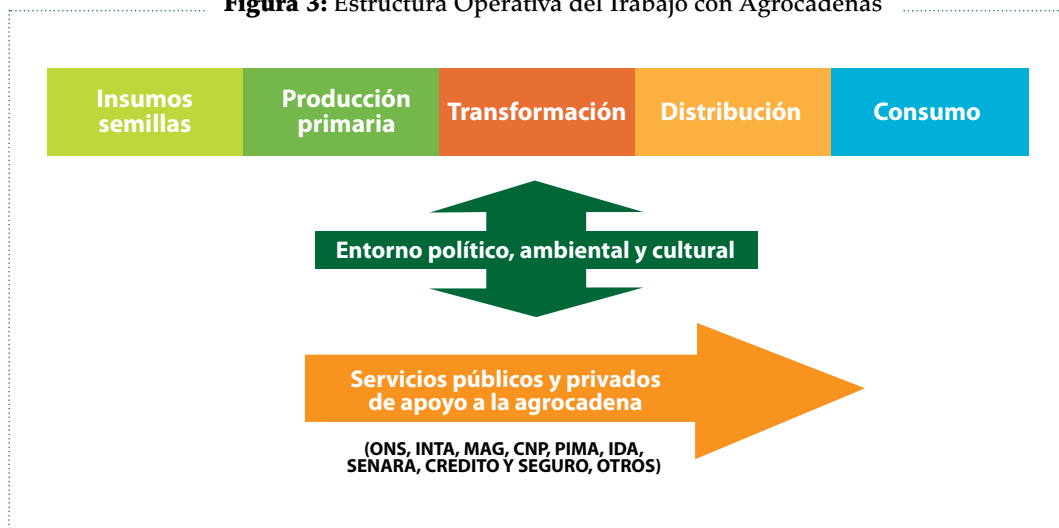 Figura 3: Estructura Operativa del Trabajo con Agrocadenas
Insumos
semillas
Producción
primaria
Transformación
Distribución
Consumo
Entorno político, ambiental y cultural
Servicios públicos y privados
de apoyo a la agrocadena
(ONS, INTA, MAG, CNP, PIMA, IDA,
SENARA, CREDITO Y SEGURO, OTROS)